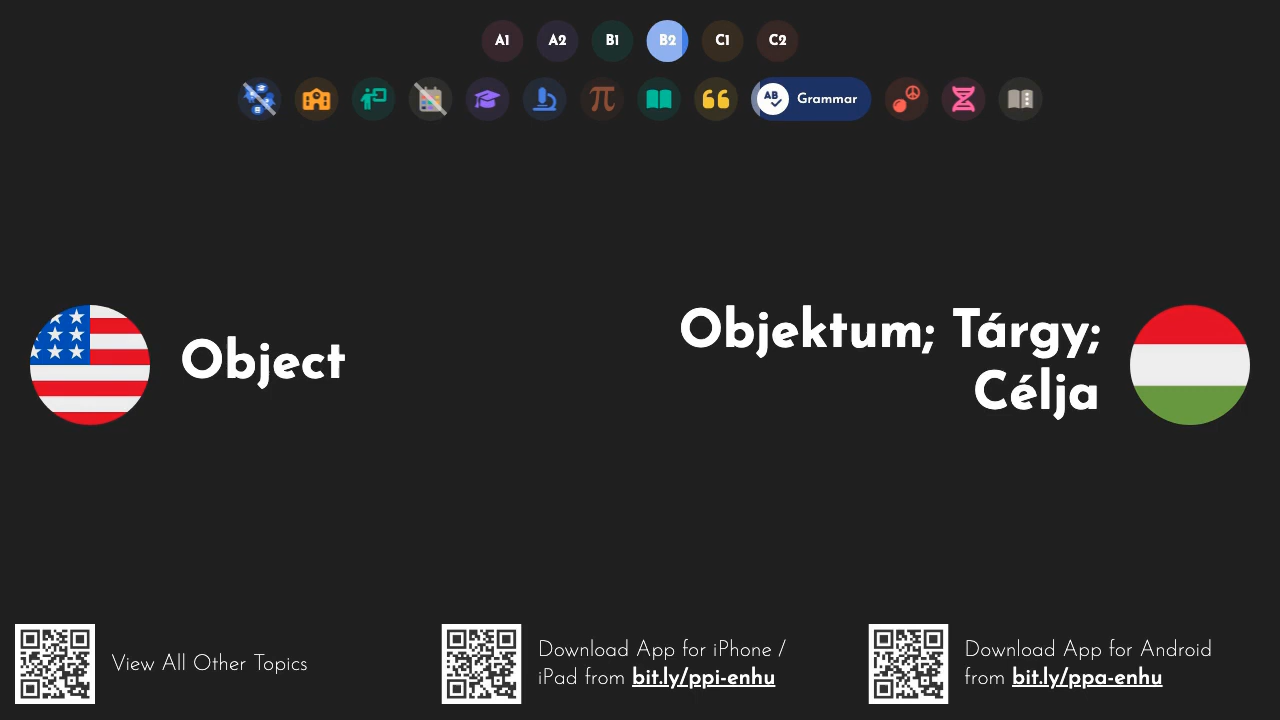 A1 A2 B1 B2 C1 C2
AB Grammar
Object
Objektum; Tárgy;
Célja
View All Other Topics
Download App for iPhone /
iPad from bit.ly/ppi-enhu
Download App for Android
from bit.ly/ppa-enhu